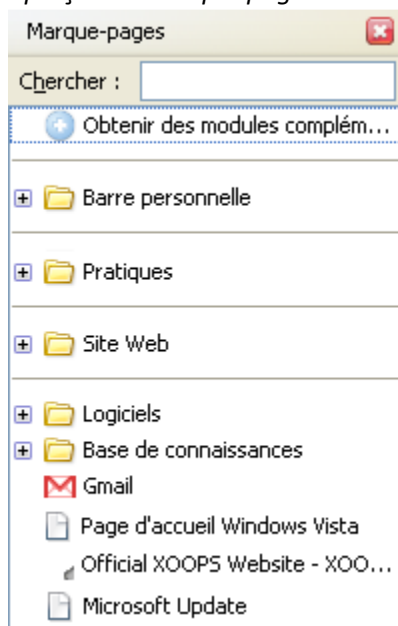 Marque-pages
Chercher :
Obtenir des modules complém...
Barre personnelle
Pratiques
Site Web
Logiciels
Base de connaissances
Gmail
Page d'accueil Windows Vista
Official XOOPS Website - XOO...
Microsoft Update